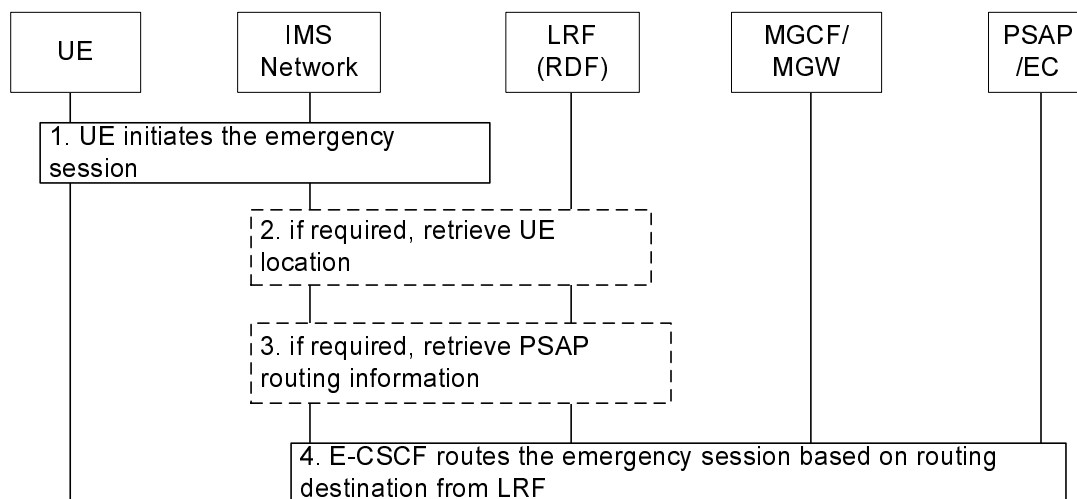 UE
IMS
Network
LRF
(RDF)
MGCF/
MGW
PSAP
/EC
1. UE initiates the emergency
session
2. if required, retrieve UE
location
3. if required, retrieve PSAP
routing information
4. E-CSCF routes the emergency session based on routing
destination from LRF